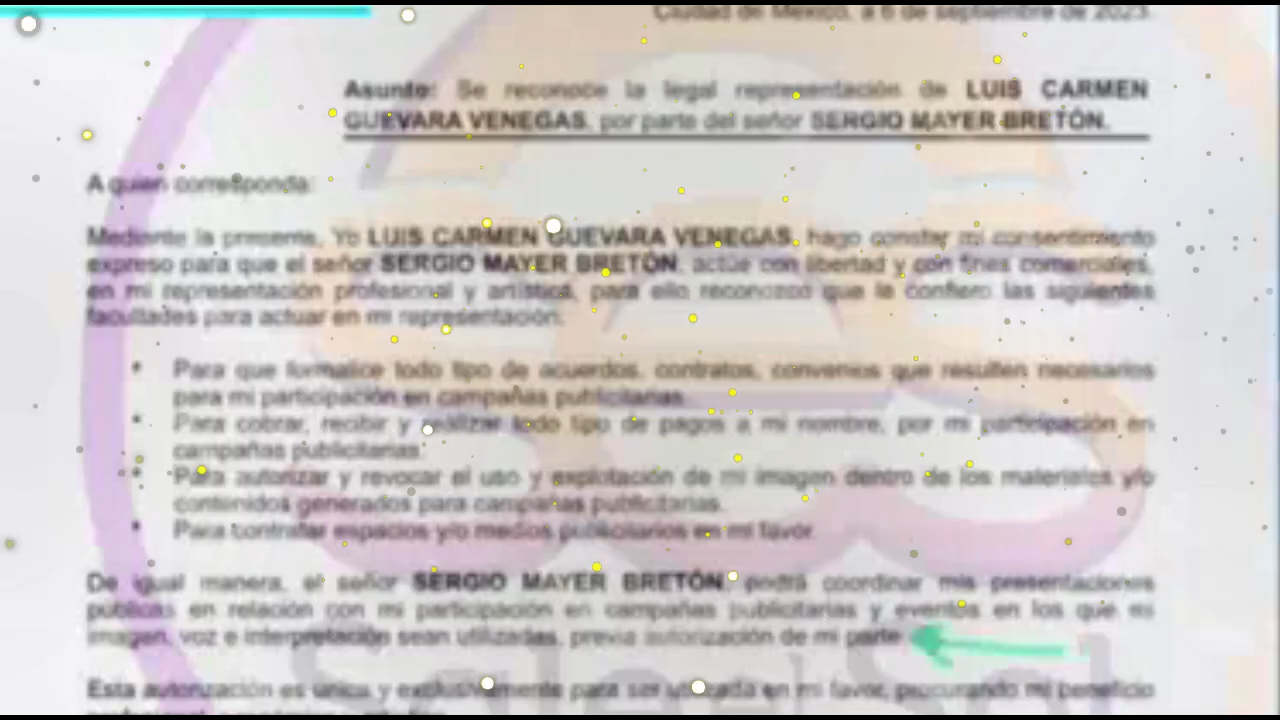 Ciudad de México, a 6 de septiembre de 2023.
Asunto: Se reconoce la legal representación de LUIS CARMEN
GUEVARA VENEGAS, por parte del señor SERGIO MAYER BRETÓN.
A quien corresponda:
Mediante la presente, Yo LUIS CARMEN GUEVARA VENEGAS, hago constar mi consentimiento
expreso para que el señor SERGIO MAYER BRETÓN, actúe con libertad y con fines comerciales,
en mi representación profesional y artística, para ello reconozco que le confiero las siguientes
facultades para actuar en mi representación:
• Para que formalice todo tipo de acuerdos, contratos, convenios que resulten necesarios
para mi participación en campañas publicitarias.
• Para cobrar, recibir y realizar todo tipo de pagos a mi nombre, por mi participación en
campañas publicitarias.
• Para autorizar y revocar el uso y explotación de mi imagen dentro de los materiales y/o
contenidos generados para campañas publicitarias.
• Para contratar espacios y/o medios publicitarios en mi favor.
De igual manera, el señor SERGIO MAYER BRETÓN, podrá coordinar mis presentaciones
públicas en relación con mi participación en campañas publicitarias y eventos en los que mi
imagen, voz e interpretación sean utilizadas, previa autorización de mi parte.
Esta autorización es única y exclusivamente para ser utilizada en mi favor, procurando mi beneficio